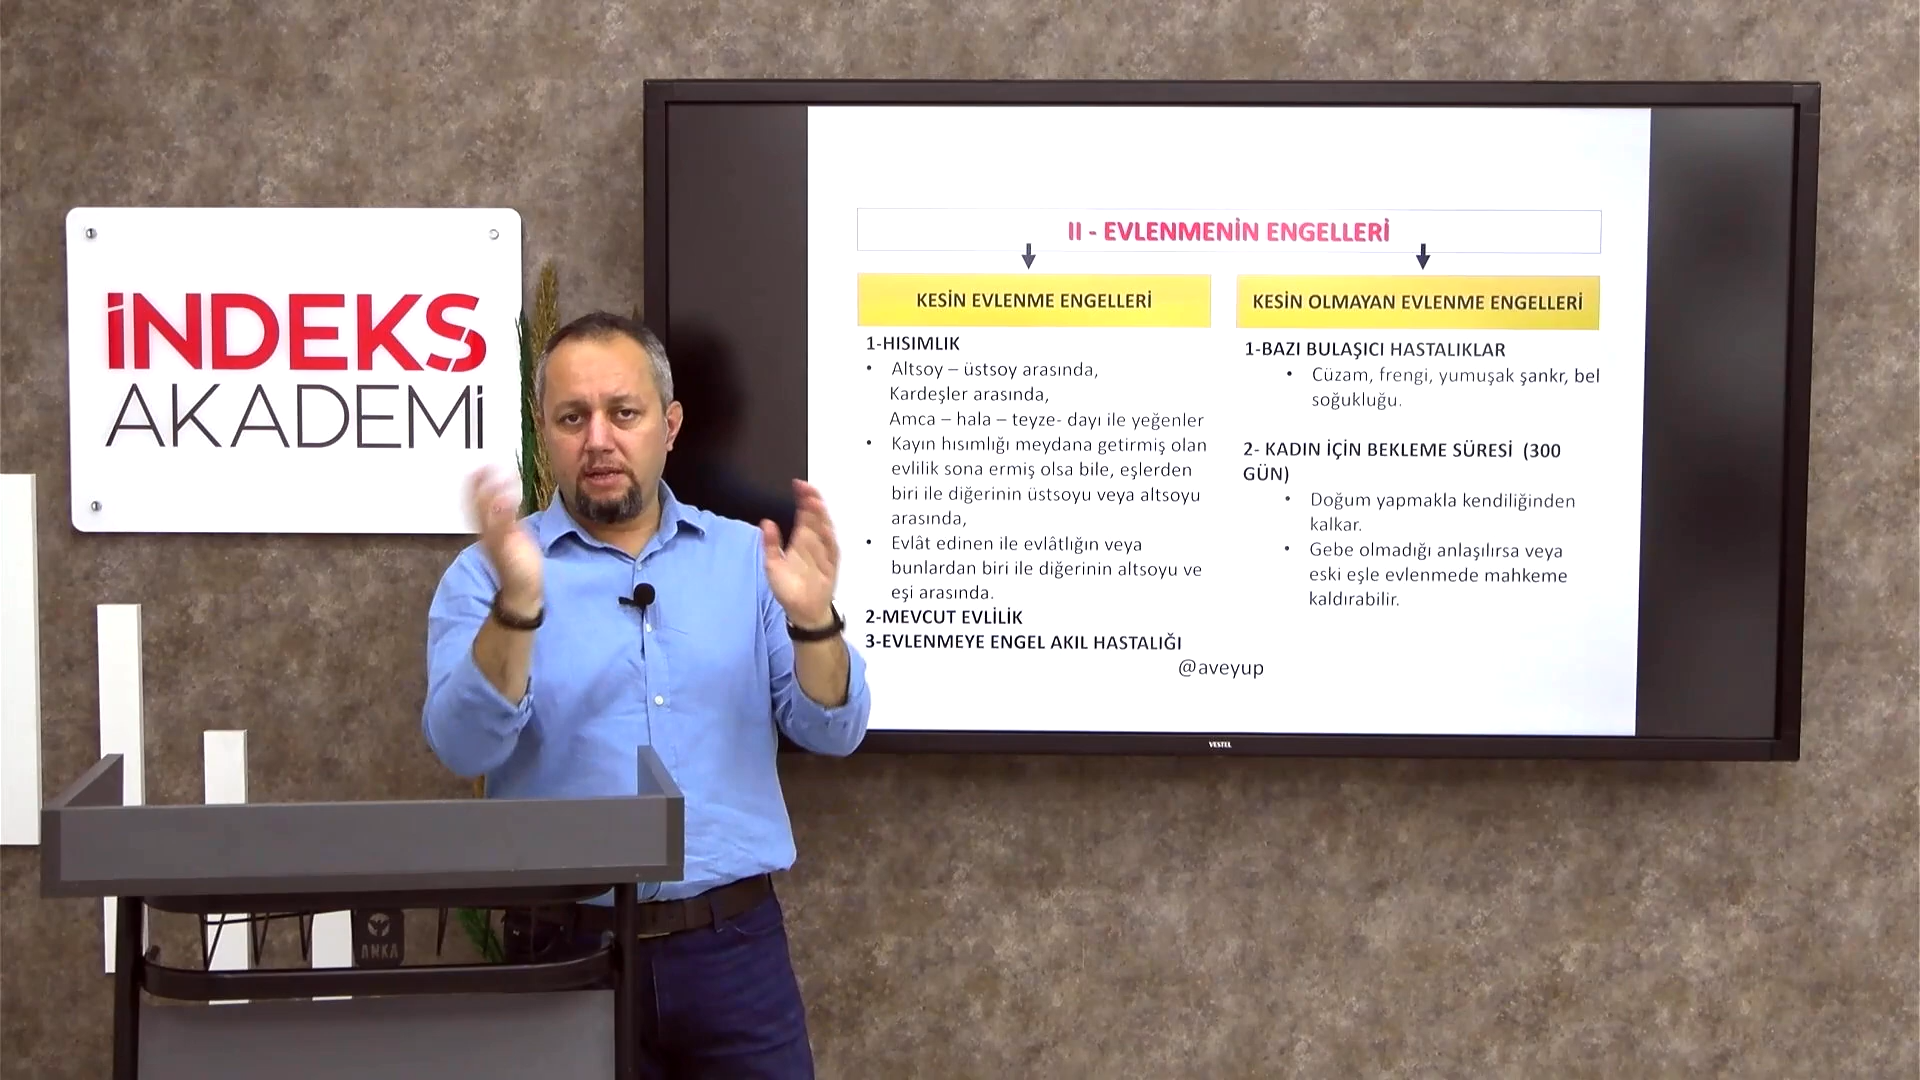 İNDEKS
AKADEMİ
II - EVLENMENİN ENGELLERİ
KESİN EVLENME ENGELLERİ
1-HISIMLIK
• Altsoy – üstsoy arasında,
Kardeşler arasında,
Amca – hala – teyze- dayı ile yeğenler
• Kayın hısımlığı meydana getirmiş olan
evlilik sona ermiş olsa bile, eşlerden
biri ile diğerinin üstsoyu veya altsoyu
arasında,
• Evlât edinen ile evlâtlığın veya
bunlardan biri ile diğerinin altsoyu ve
eşi arasında.
2-MEVCUT EVLİLİK
3-EVLENMEYE ENGEL AKIL HASTALIĞI
KESİN OLMAYAN EVLENME ENGELLERİ
1-BAZI BULAŞICI HASTALIKLAR
• Cüzam, frengi, yumuşak şankr, bel
soğukluğu.
2- KADIN İÇİN BEKLEME SÜRESİ (300
GÜN)
• Doğum yapmakla kendiliğinden
kalkar.
• Gebe olmadığı anlaşılırsa veya
eski eşle evlenmede mahkeme
kaldırabilir.
@aveyup
VESTEL
ANKA